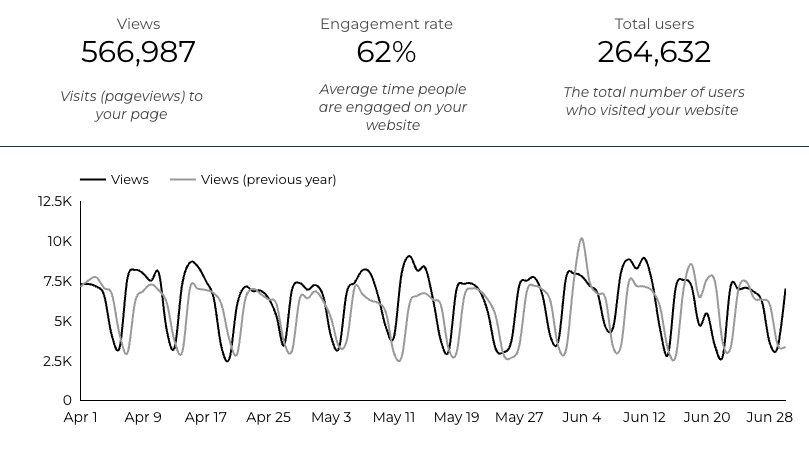 Views
566,987
Visits (pageviews) to
your page
Engagement rate
62%
Average time people
are engaged on your
website
Total users
264,632
The total number of users
who visited your website
Views
Views (previous year)
12.5K
10K
7.5K
5K
2.5K
0
Apr 1 Apr 9 Apr 17 Apr 25 May 3 May 11 May 19 May 27 Jun 4 Jun 12 Jun 20 Jun 28